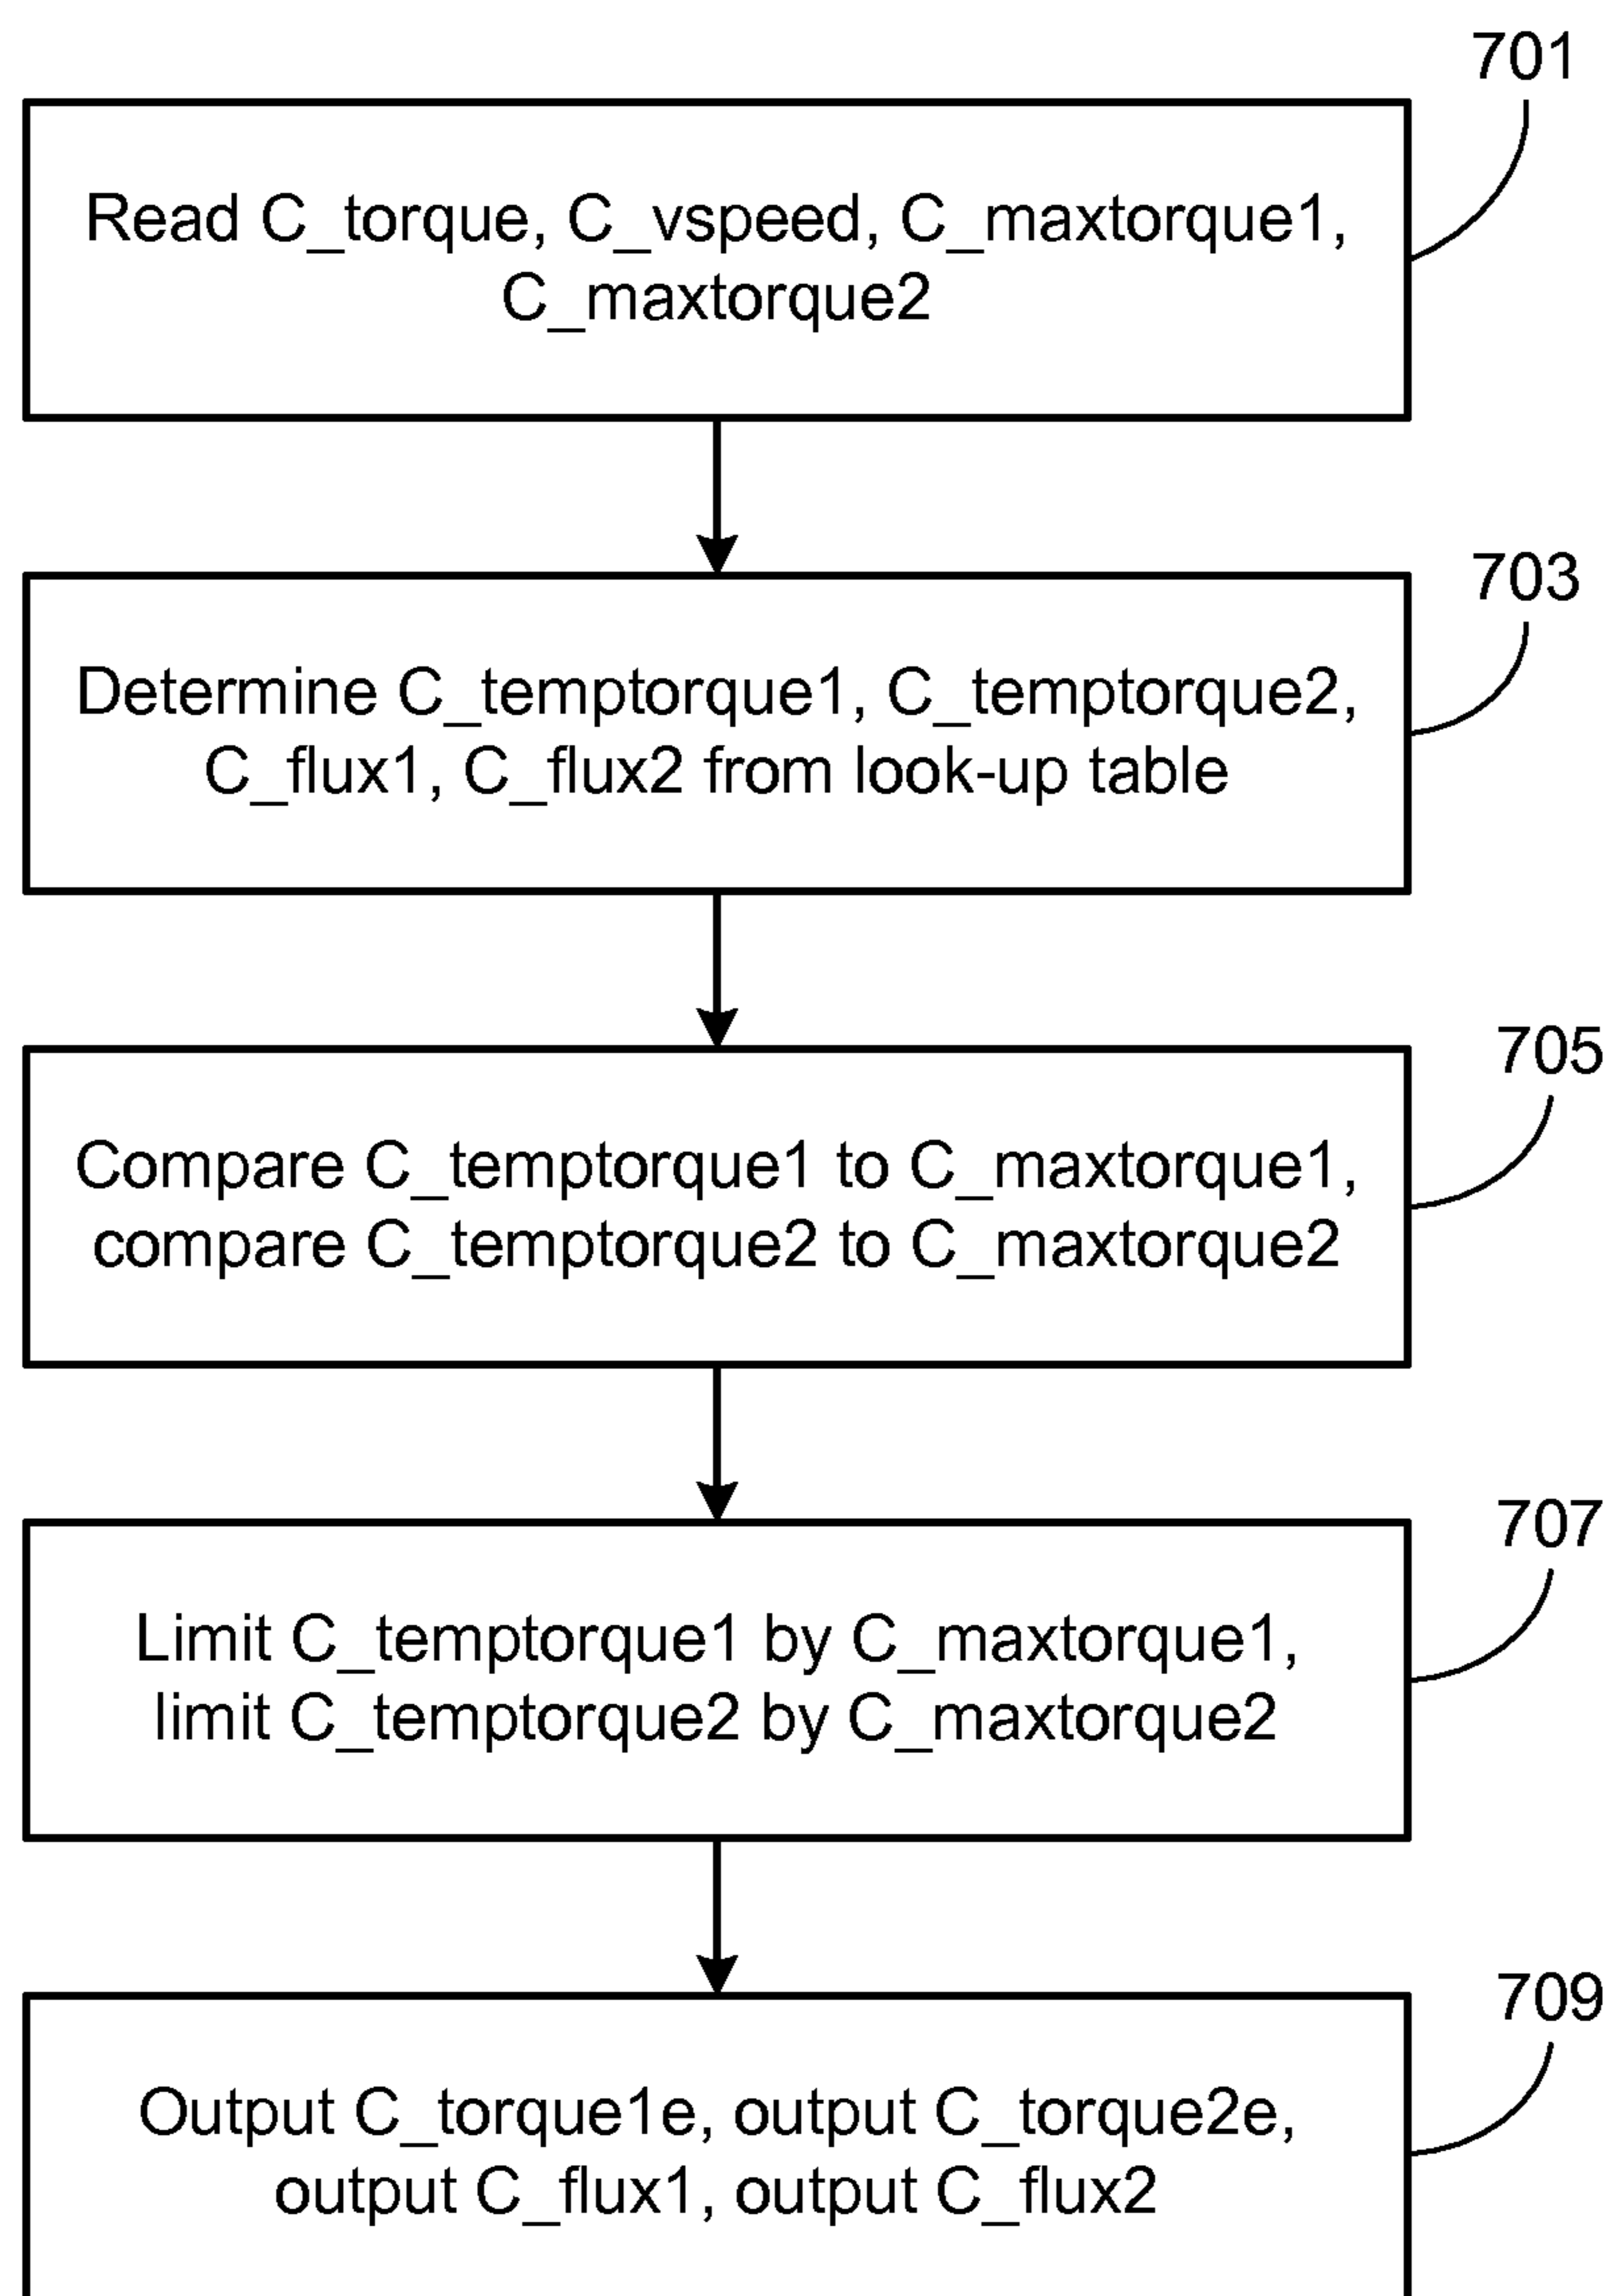 701
Read C_torque, C_vspeed, C_maxtorque1,
C_maxtorque2
703
Determine C_temptorque1, C_temptorque2,
C_flux1, C_flux2 from look-up table
705
Compare C_temptorque1 to C_maxtorque1,
compare C_temptorque2 to C_maxtorque2
707
Limit C_temptorque1 by C_maxtorque1,
limit C_temptorque2 by C_maxtorque2
709
Output C_torque1e, output C_torque2e,
output C_flux1, output C_flux2